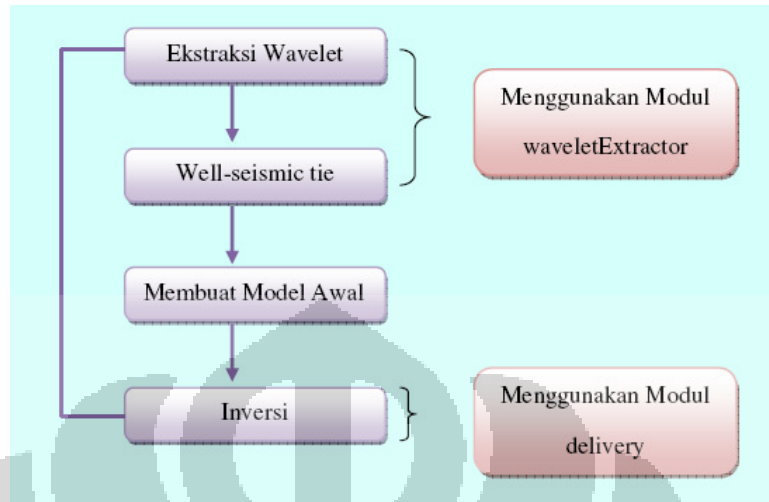 Ekstraksi Wavelet
Well-seismic tie
Membuat Model Awal
Inversi
Menggunakan Modul
waveletExtractor
Menggunakan Modul
delivery